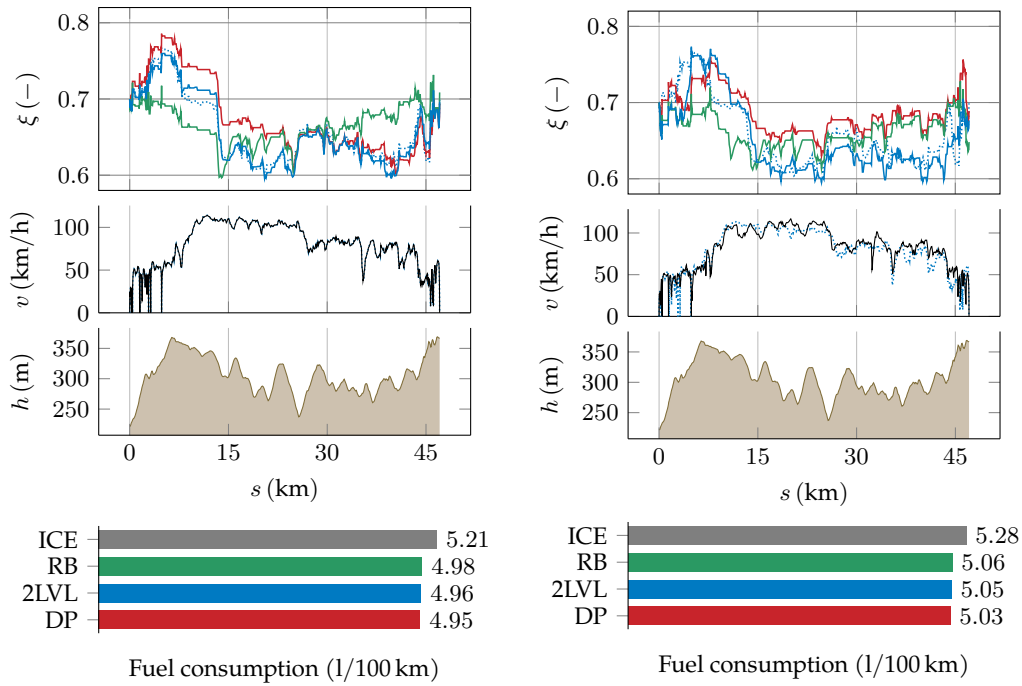 0.8
0.7
0.6
ξ (−)
100
50
0
v (km/h)
350
300
250
h (m)
0 15 30 45
s (km)
ICE 5.21
RB 4.98
2LVL 4.96
DP 4.95
Fuel consumption (l/100 km)
0.8
0.7
0.6
ξ (−)
100
50
0
v (km/h)
350
300
250
h (m)
0 15 30 45
s (km)
ICE 5.28
RB 5.06
2LVL 5.05
DP 5.03
Fuel consumption (l/100 km)